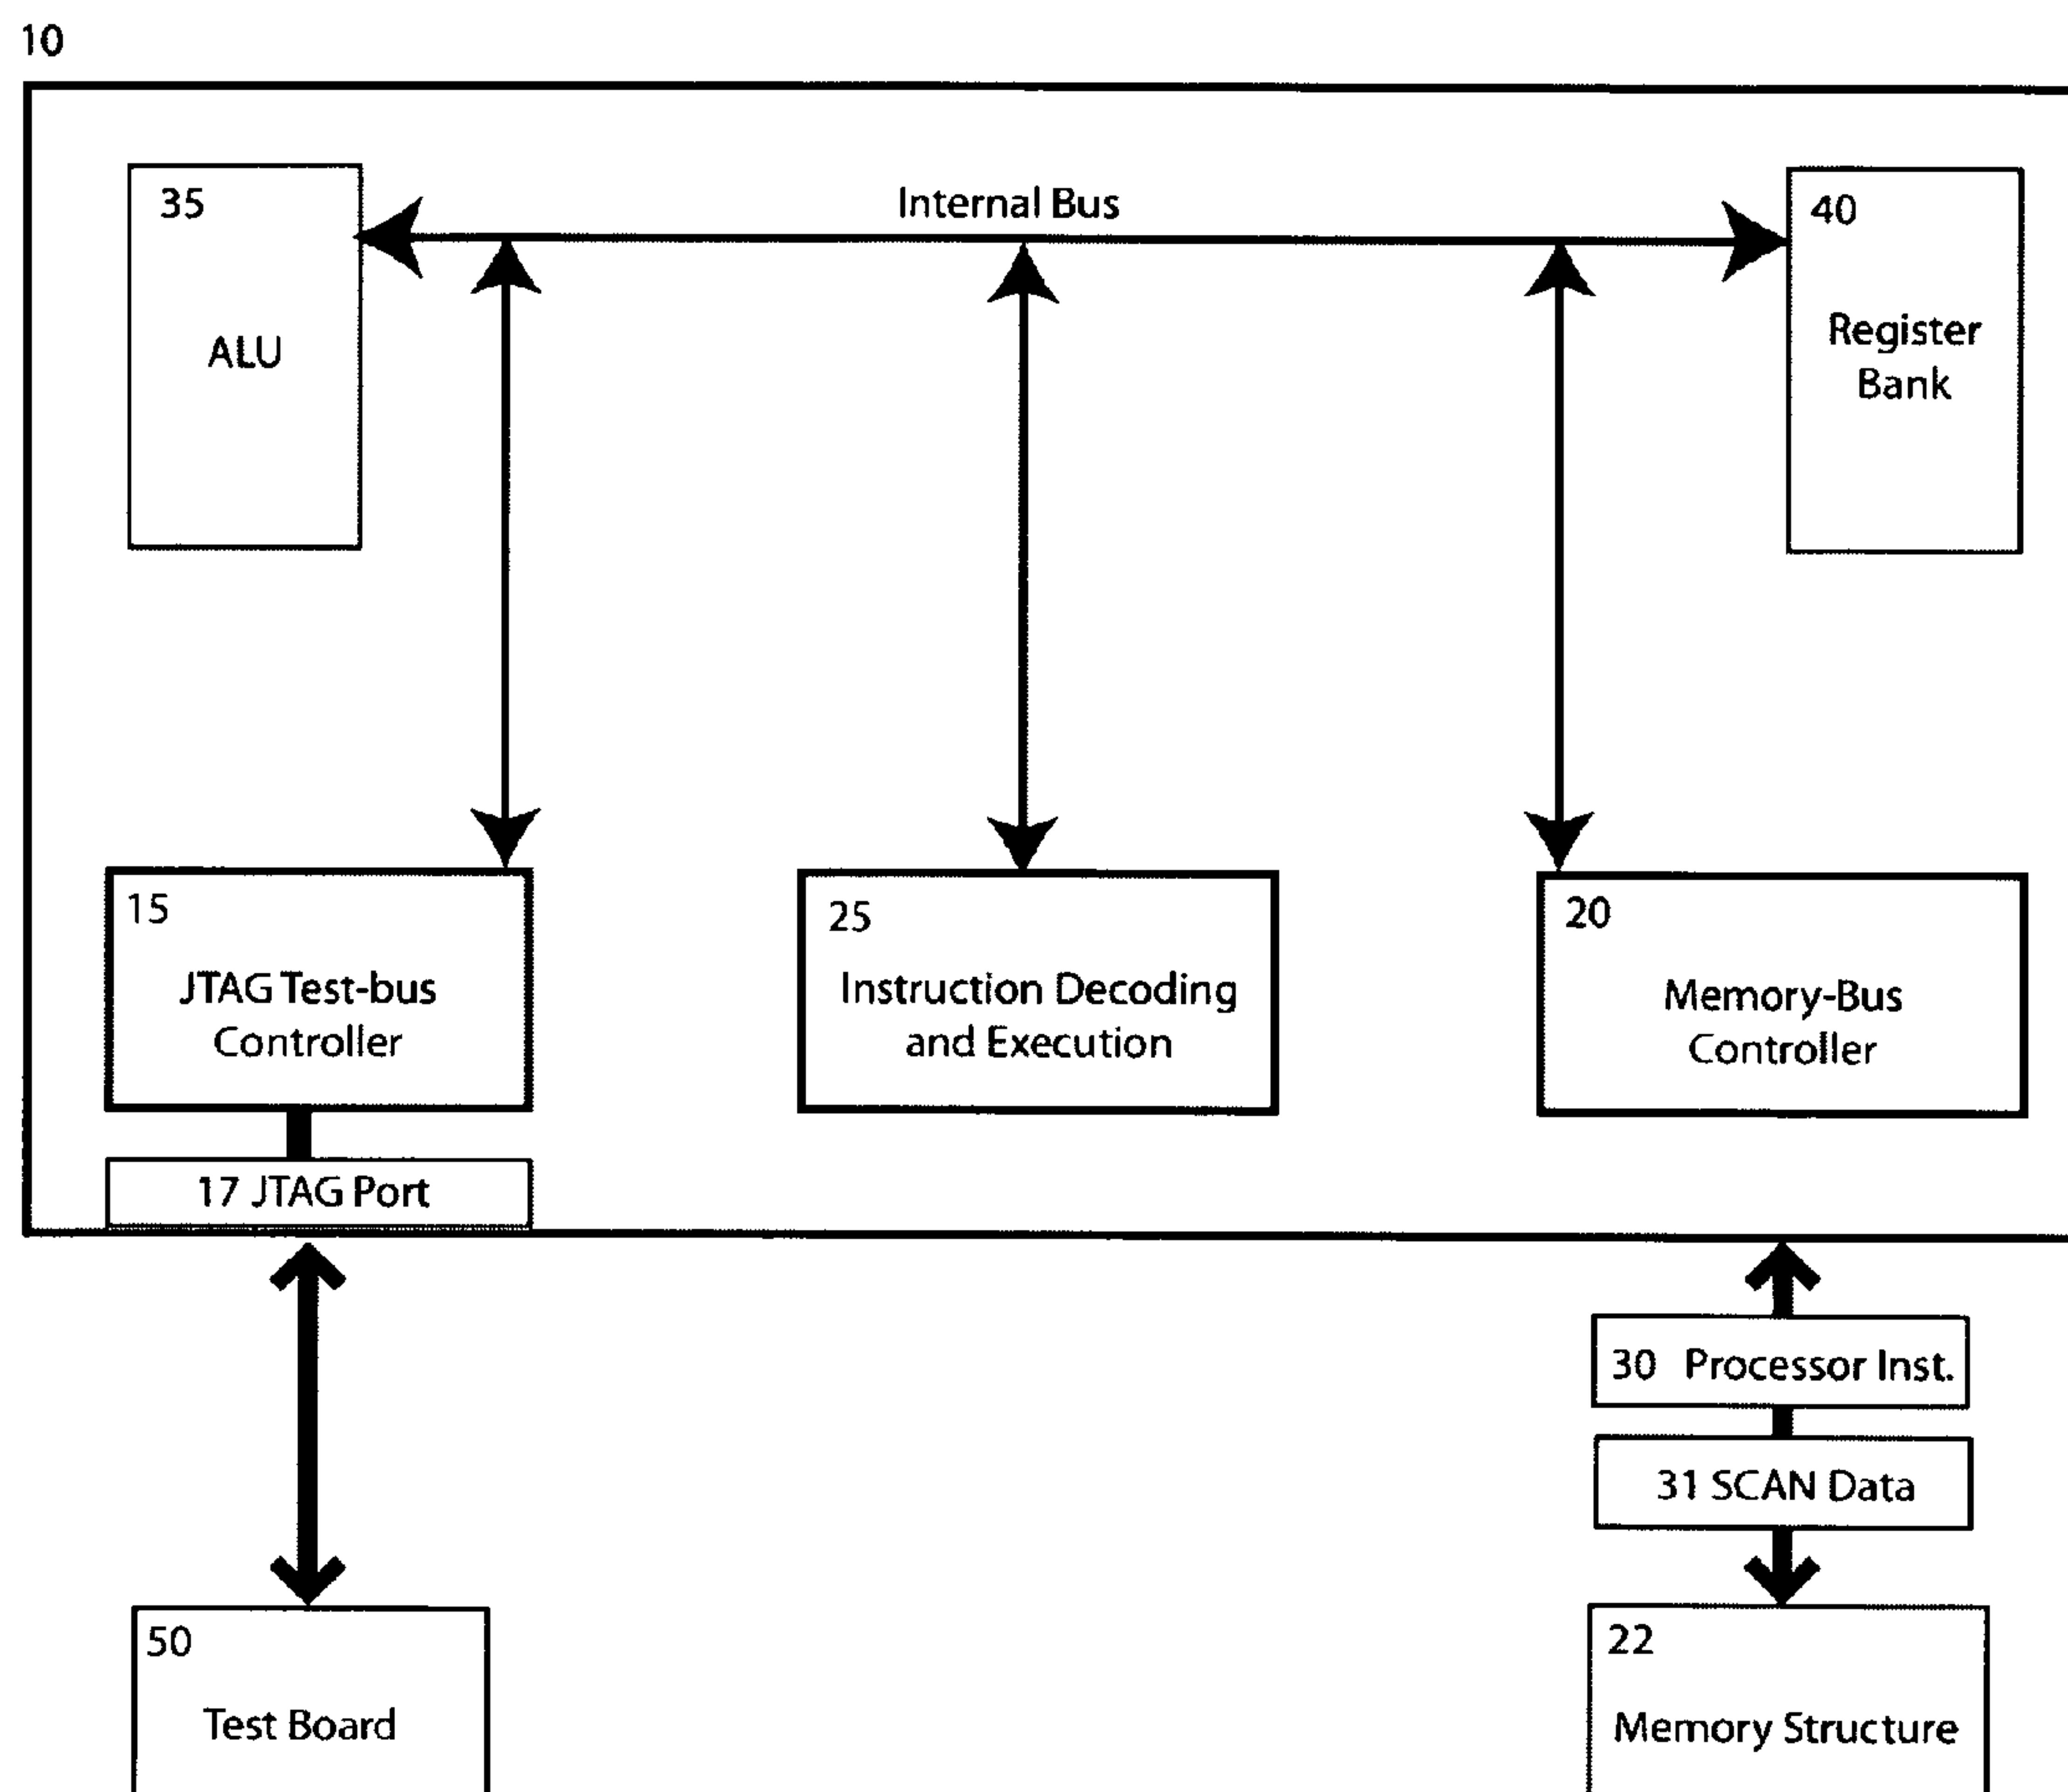 10
35
Internal Bus
40
ALU
Register
Bank
15
25
20
JTAG Test-bus
Controller
Instruction Decoding
and Execution
Memory-Bus
Controller
17 JTAG Port
30 Processor Inst.
31 SCAN Data
50
22
Test Board
Memory Structure